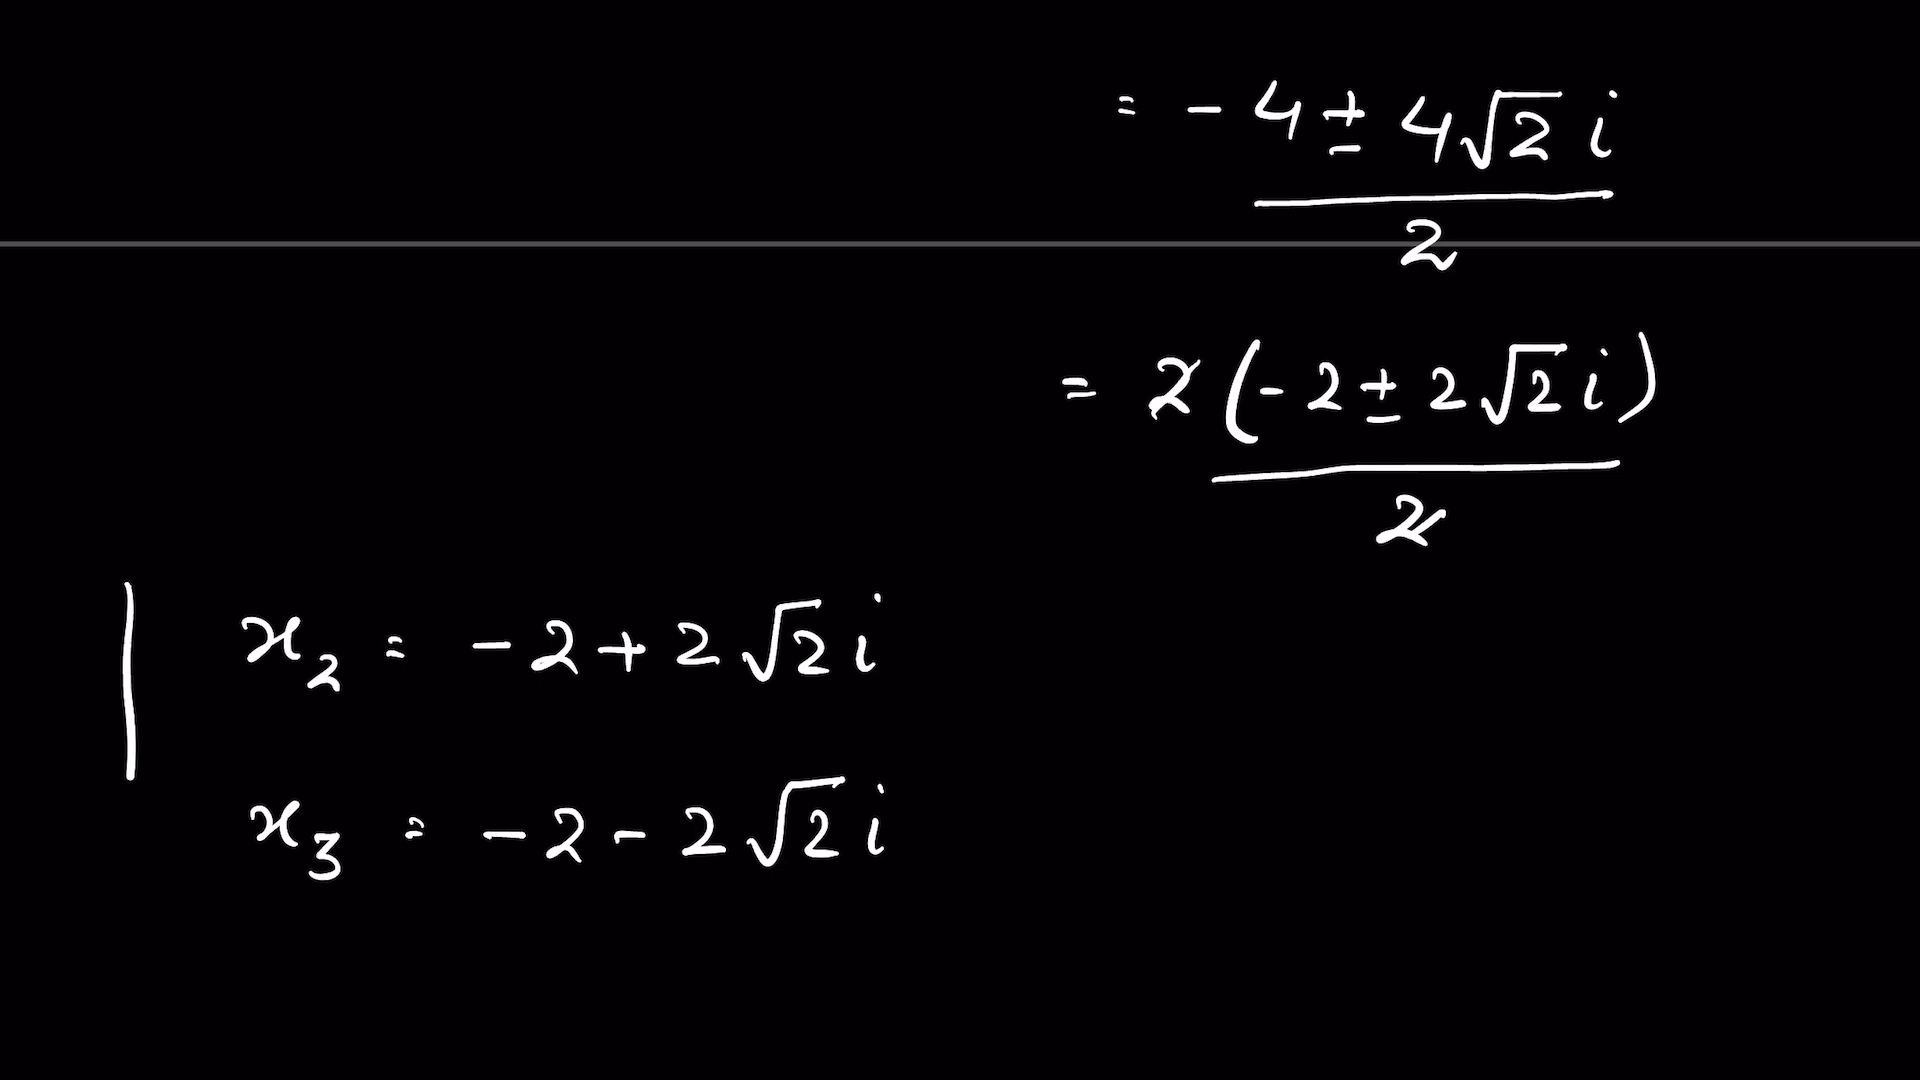 = -4 ± 4√2 i
2
= 2(-2 ± 2√2 i)
2
x₂ = -2 + 2√2 i
x₃ = -2 - 2√2 i